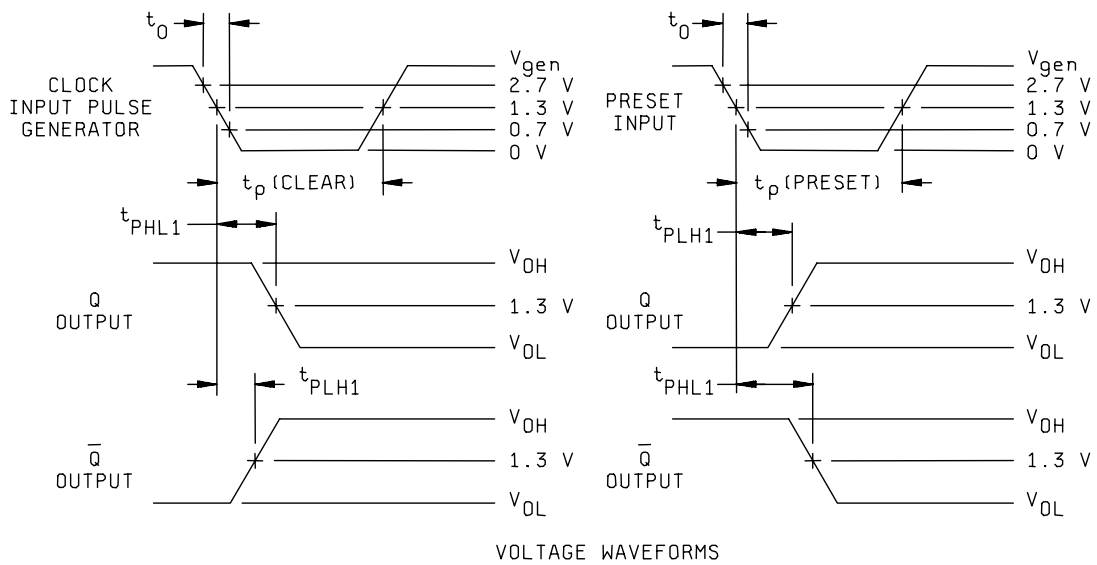 t0
CLOCK
INPUT PULSE
GENERATOR
Vgen
2.7 V
1.3 V
0.7 V
0 V
tp (CLEAR)
tPHL1
Q
OUTPUT
VOH
1.3 V
VOL
tPLH1
Q̅
OUTPUT
VOH
1.3 V
VOL
t0
PRESET
INPUT
Vgen
2.7 V
1.3 V
0.7 V
0 V
tp (PRESET)
tPLH1
Q
OUTPUT
VOH
1.3 V
VOL
tPHL1
Q̅
OUTPUT
VOH
1.3 V
VOL
VOLTAGE WAVEFORMS